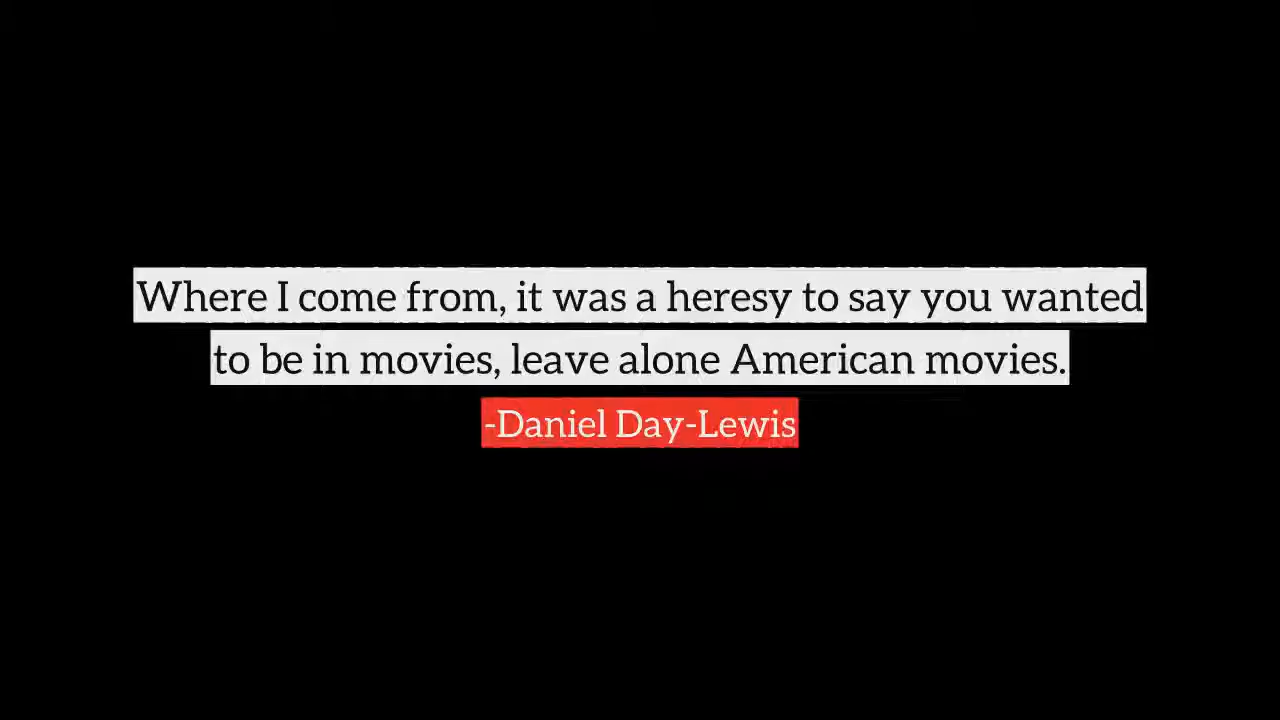 Where I come from, it was a heresy to say you wanted
to be in movies, leave alone American movies.
-Daniel Day-Lewis